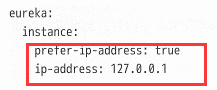 eureka:
  instance:
    prefer-ip-address: true
    ip-address: 127.0.0.1